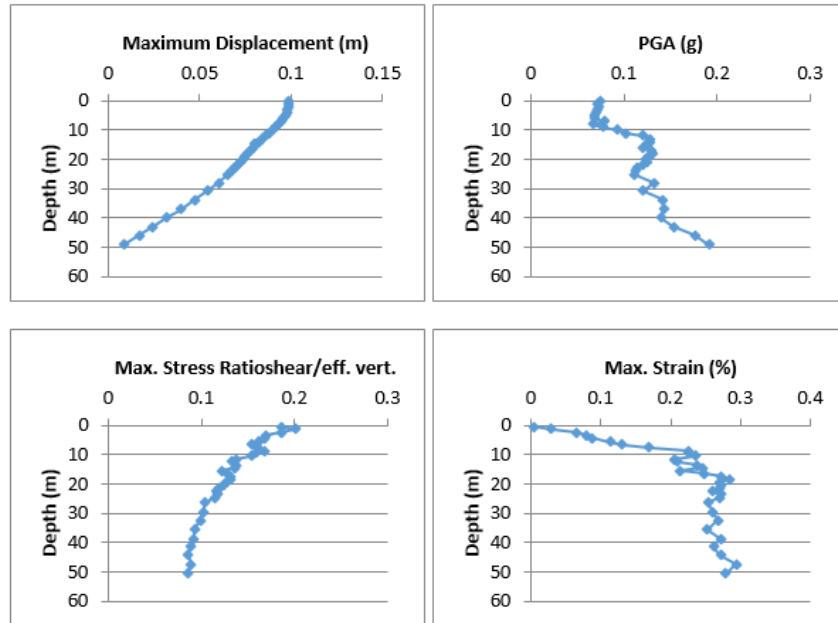 Maximum Displacement (m)
0 0.05 0.1 0.15
0
10
20
30
40
50
60
Depth (m)
PGA (g)
0 0.1 0.2 0.3
0
10
20
30
40
50
60
Depth (m)
Max. Stress Ratioshear/eff. vert.
0 0.1 0.2 0.3
0
10
20
30
40
50
60
Depth (m)
Max. Strain (%)
0 0.1 0.2 0.3 0.4
0
10
20
30
40
50
60
Depth (m)